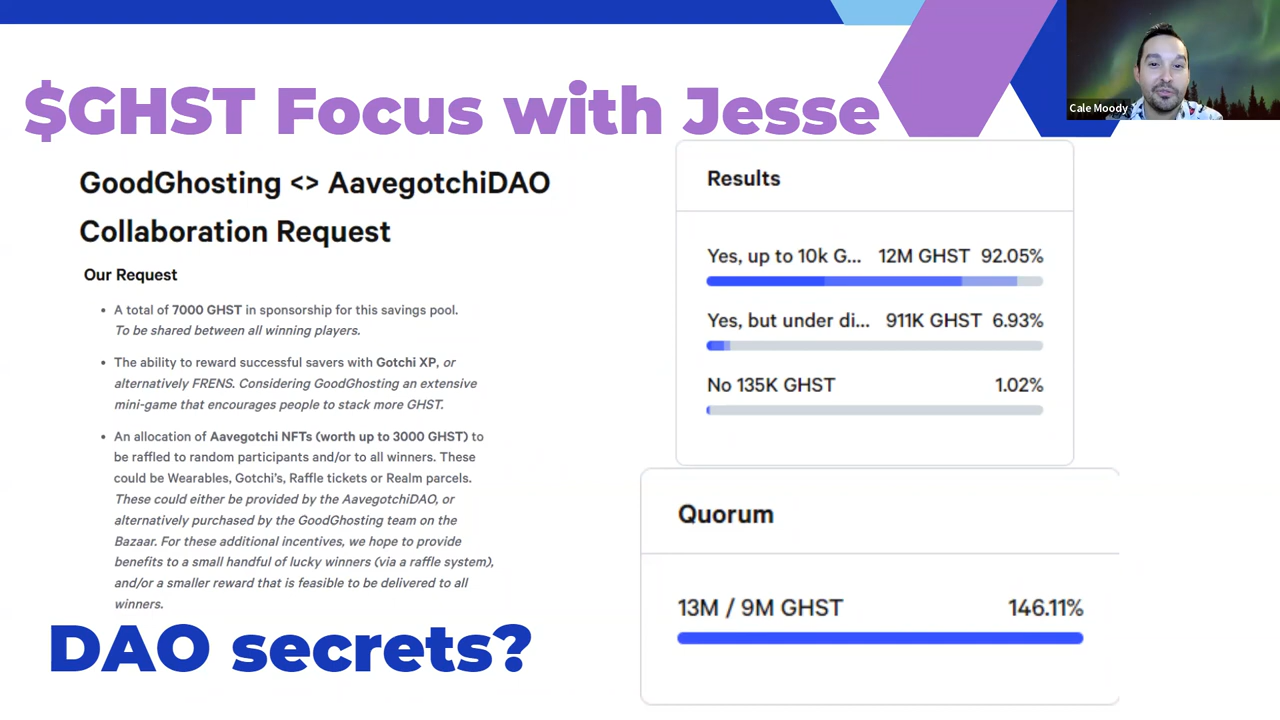 $GHST Focus with Jesse
Cale Moody
GoodGhosting <> AavegotchiDAO
Collaboration Request
Our Request
• A total of 7000 GHST in sponsorship for this savings pool.
To be shared between all winning players.
• The ability to reward successful savers with Gotchi XP, or
alternatively FRENS. Considering GoodGhosting an extensive
mini-game that encourages people to stack more GHST.
• An allocation of Aavegotchi NFTs (worth up to 3000 GHST) to
be raffled to random participants and/or to all winners. These
could be Wearables, Gotchi's, Raffle tickets or Realm parcels.
These could either be provided by the AavegotchiDAO, or
alternatively purchased by the GoodGhosting team on the
Bazaar. For these additional incentives, we hope to provide
benefits to a small handful of lucky winners (via a raffle system),
and/or a smaller reward that is feasible to be delivered to all
winners.
DAO secrets?
Results
Yes, up to 10k G... 12M GHST 92.05%
Yes, but under di... 911K GHST 6.93%
No 135K GHST 1.02%
Quorum
13M / 9M GHST 146.11%